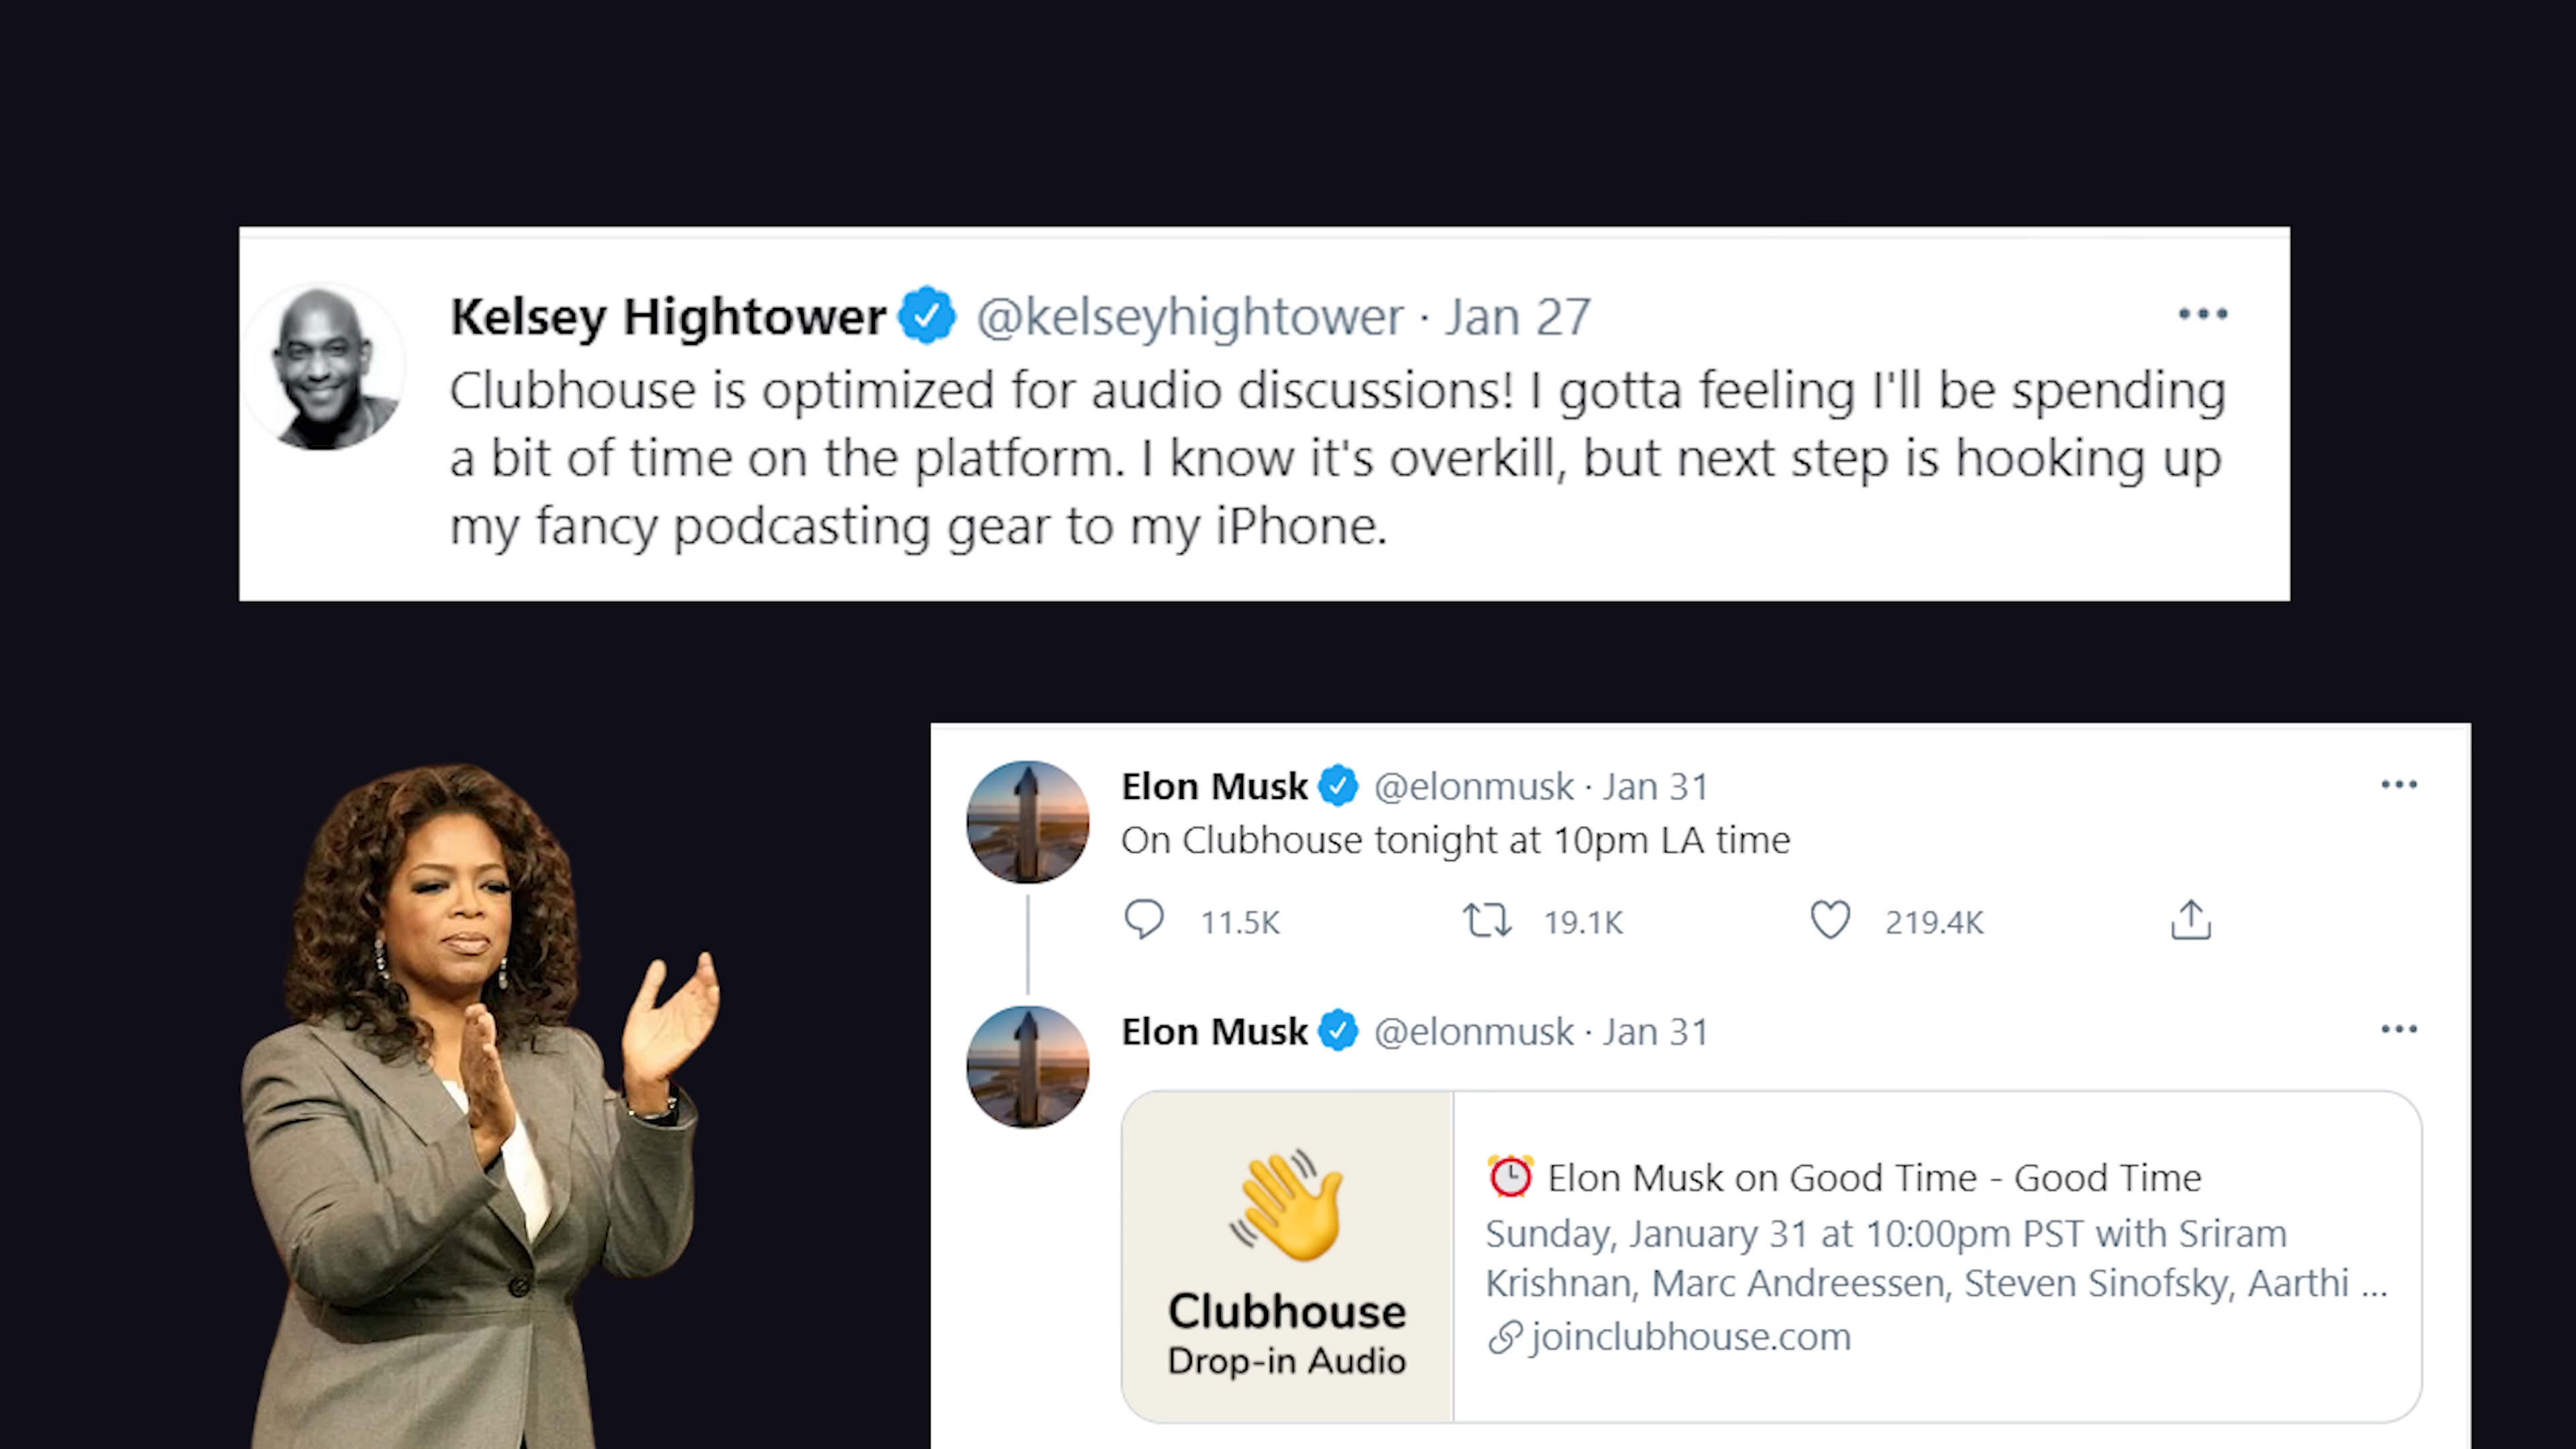 Kelsey Hightower @kelseyhightower · Jan 27
Clubhouse is optimized for audio discussions! I gotta feeling I'll be spending
a bit of time on the platform. I know it's overkill, but next step is hooking up
my fancy podcasting gear to my iPhone.
Elon Musk @elonmusk · Jan 31
On Clubhouse tonight at 10pm LA time
11.5K 19.1K 219.4K
Elon Musk @elonmusk · Jan 31
Clubhouse
Drop-in Audio
Elon Musk on Good Time - Good Time
Sunday, January 31 at 10:00pm PST with Sriram
Krishnan, Marc Andreessen, Steven Sinofsky, Aarthi ...
joinclubhouse.com